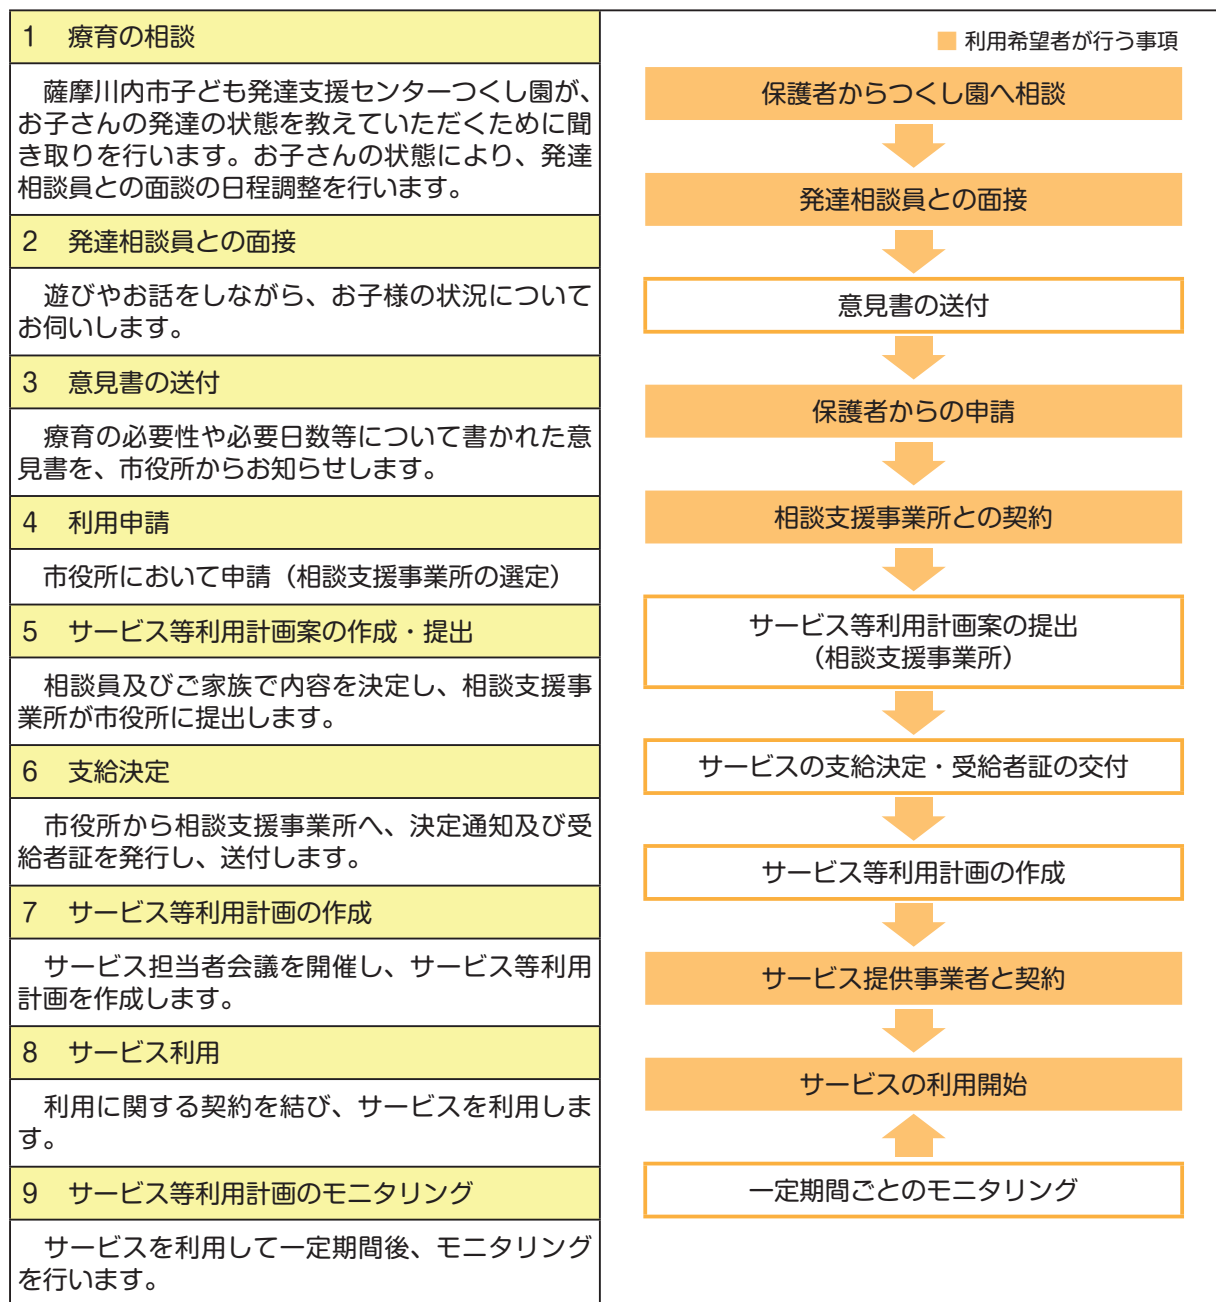 1 療育の相談
薩摩川内市子ども発達支援センターつくし園が、
お子さんの発達の状態を教えていただくために聞
き取りを行います。お子さんの状態により、発達
相談員との面談の日程調整を行います。
2 発達相談員との面接
遊びやお話をしながら、お子様の状況について
お伺いします。
3 意見書の送付
療育の必要性や必要日数等について書かれた意
見書を、市役所からお知らせします。
4 利用申請
市役所において申請（相談支援事業所の選定）
5 サービス等利用計画案の作成・提出
相談員及びご家族で内容を決定し、相談支援事
業所が市役所に提出します。
6 支給決定
市役所から相談支援事業所へ、決定通知及び受
給者証を発行し、送付します。
7 サービス等利用計画の作成
サービス担当者会議を開催し、サービス等利用
計画を作成します。
8 サービス利用
利用に関する契約を結び、サービスを利用しま
す。
9 サービス等利用計画のモニタリング
サービスを利用して一定期間後、モニタリング
を行います。
■ 利用希望者が行う事項
保護者からつくし園へ相談
発達相談員との面接
意見書の送付
保護者からの申請
相談支援事業所との契約
サービス等利用計画案の提出
（相談支援事業所）
サービスの支給決定・受給者証の交付
サービス等利用計画の作成
サービス提供事業者と契約
サービスの利用開始
一定期間ごとのモニタリング